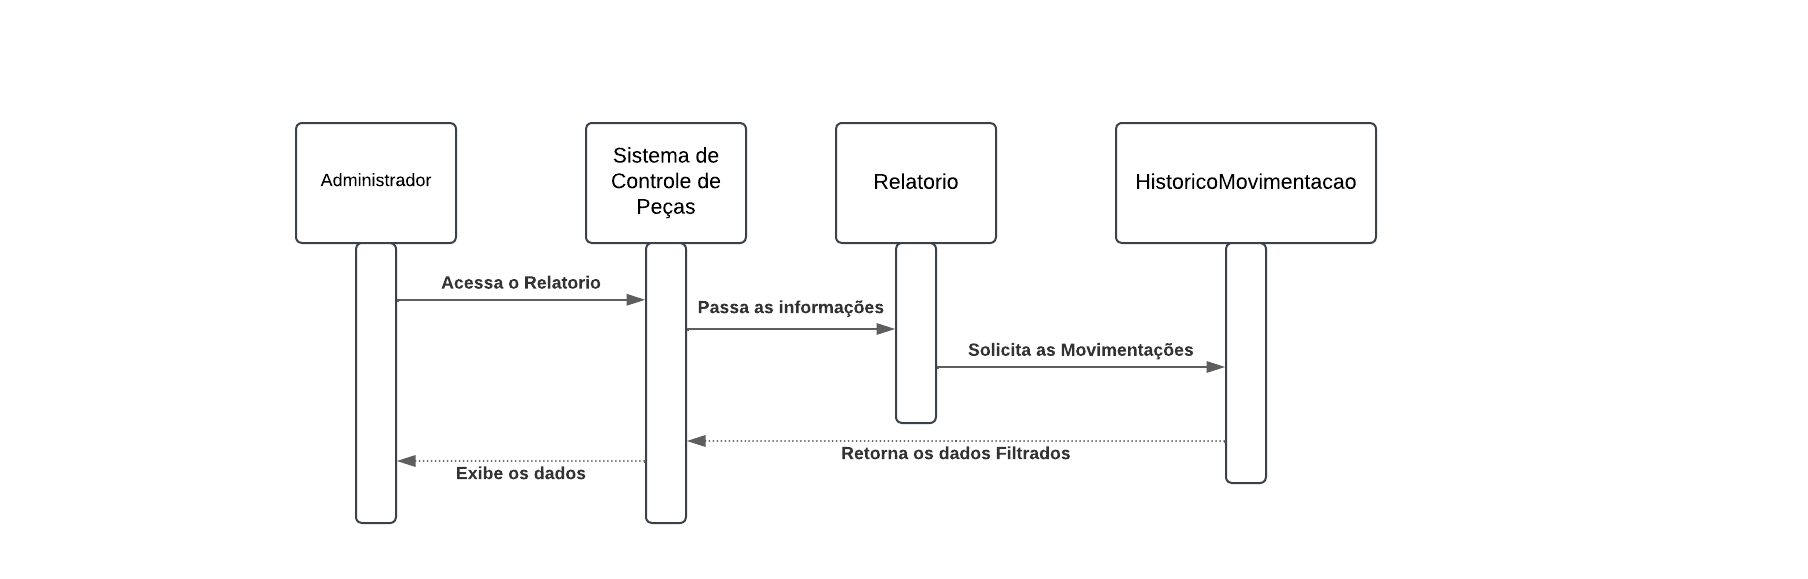 Administrador
Sistema de
Controle de
Peças
Relatorio
HistoricoMovimentacao
Acessa o Relatorio
Passa as informações
Solicita as Movimentações
Retorna os dados Filtrados
Exibe os dados